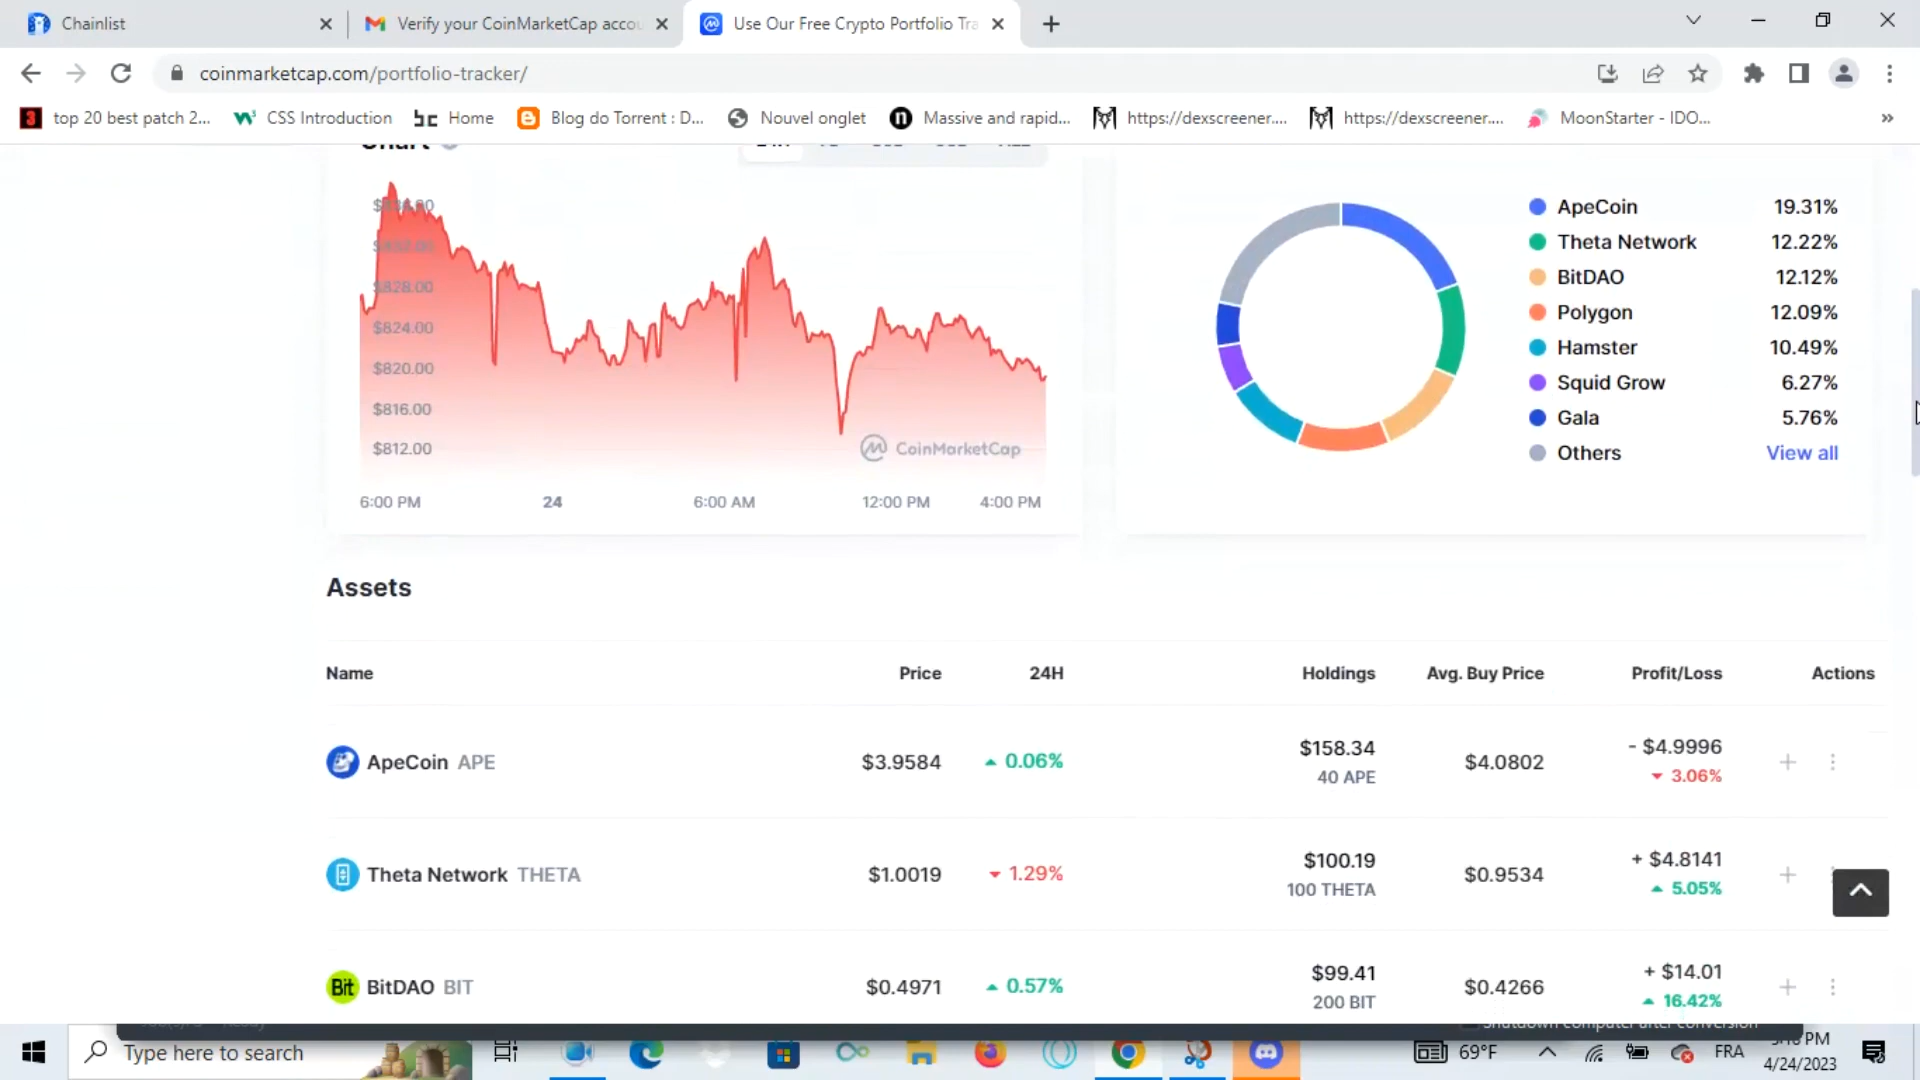 Chainlist
Verify your CoinMarketCap accou
Use Our Free Crypto Portfolio Tra
coinmarketcap.com/portfolio-tracker/
top 20 best patch 2...
CSS Introduction
Home
Blog do Torrent : D...
Nouvel onglet
Massive and rapid...
https://dexscreener....
https://dexscreener....
MoonStarter - IDO...
»
Chart
$828.00
$824.00
$820.00
$816.00
$812.00
CoinMarketCap
6:00 PM 24 6:00 AM 12:00 PM 4:00 PM
ApeCoin 19.31%
Theta Network 12.22%
BitDAO 12.12%
Polygon 12.09%
Hamster 10.49%
Squid Grow 6.27%
Gala 5.76%
Others View all
Assets
Name Price 24H Holdings Avg. Buy Price Profit/Loss Actions
ApeCoin APE $3.9584 0.06% $158.34 $4.0802 - $4.9996
40 APE 3.06%
Theta Network THETA $1.0019 1.29% $100.19 $0.9534 + $4.8141
100 THETA 5.05%
Bit BitDAO BIT $0.4971 0.57% $99.41 $0.4266 + $14.01
200 BIT 16.42%
Shutdown computer after conversion
Type here to search
69°F
FRA
PM
4/24/2023